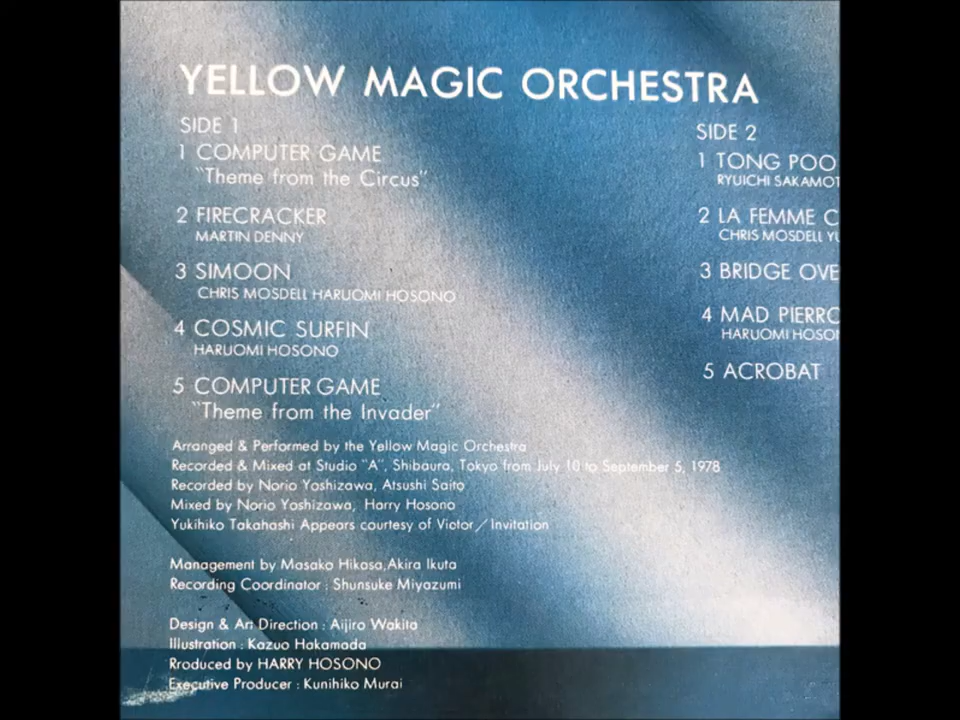 YELLOW MAGIC ORCHESTRA
SIDE 1
1 COMPUTER GAME
"Theme from the Circus"
2 FIRECRACKER
MARTIN DENNY
3 SIMOON
CHRIS MOSDELL HARUOMI HOSONO
4 COSMIC SURFIN
HARUOMI HOSONO
5 COMPUTER GAME
"Theme from the Invader"
SIDE 2
1 TONG POO
RYUICHI SAKAMOT
2 LA FEMME C
CHRIS MOSDELL YU
3 BRIDGE OVE
4 MAD PIERRO
HARUOMI HOSON
5 ACROBAT
Arranged & Performed by the Yellow Magic Orchestra
Recorded & Mixed at Studio "A", Shibaura, Tokyo from July 10 to September 5, 1978
Recorded by Norio Yoshizawa, Atsushi Saito
Mixed by Norio Yoshizawa, Harry Hosono
Yukihiko Takahashi Appears courtesy of Victor／Invitation
Management by Masako Hikasa,Akira Ikuta
Recording Coordinator : Shunsuke Miyazumi
Design & Art Direction : Aijiro Wakita
Illustration : Kazuo Hakamada
Rroduced by HARRY HOSONO
Executive Producer : Kunihiko Murai